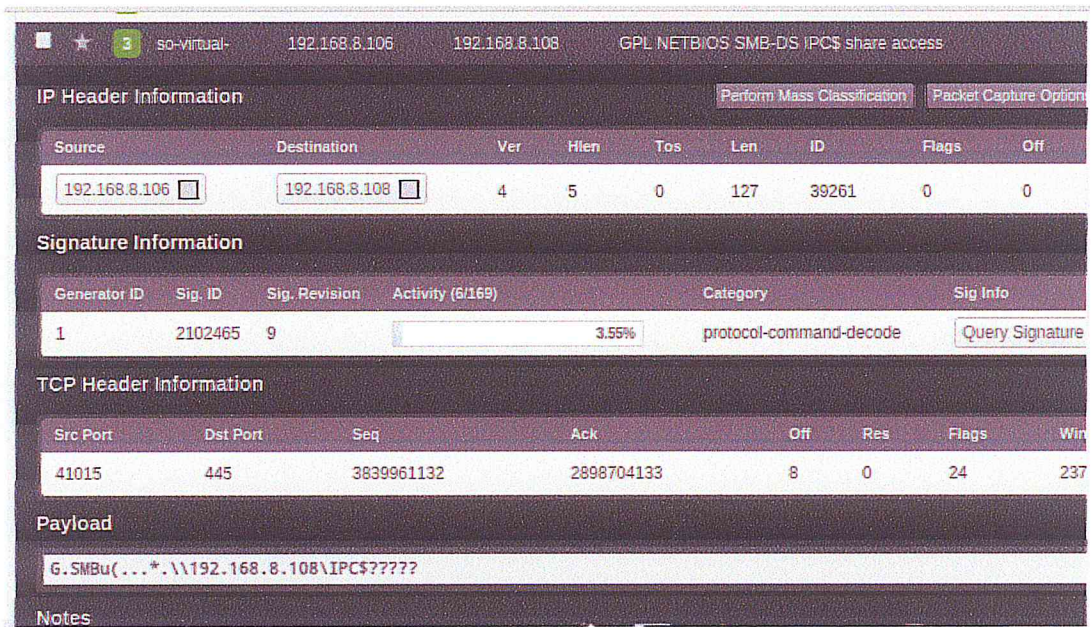 3 so-virtual- 192.168.8.106 192.168.8.108 GPL NETBIOS SMB-DS IPC$ share access
IP Header Information Perform Mass Classification Packet Capture Options
Source Destination Ver Hlen Tos Len ID Flags Off
192.168.8.106 192.168.8.108 4 5 0 127 39261 0 0
Signature Information
Generator ID Sig. ID Sig. Revision Activity (6/169) Category Sig Info
1 2102465 9 3.55% protocol-command-decode Query Signature
TCP Header Information
Src Port Dst Port Seq Ack Off Res Flags Win
41015 445 3839961132 2898704133 8 0 24 237
Payload
G.SMBu(...*.\\192.168.8.108\IPC$?????
Notes